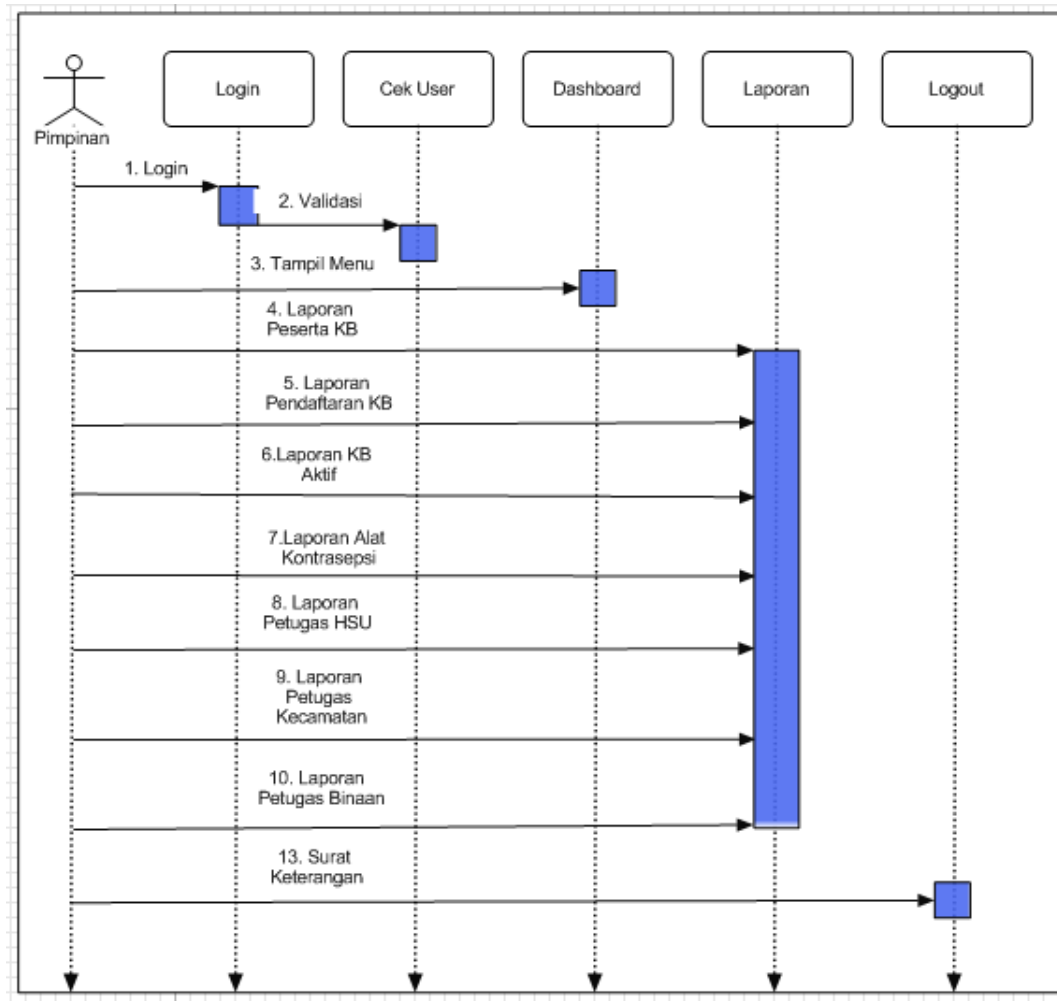 Login
Cek User
Dashboard
Laporan
Logout
Pimpinan
1. Login
2. Validasi
3. Tampil Menu
4. Laporan
Peserta KB
5. Laporan
Pendaftaran KB
6.Laporan KB
Aktif
7.Laporan Alat
Kontrasepsi
8. Laporan
Petugas HSU
9. Laporan
Petugas
Kecamatan
10. Laporan
Petugas Binaan
13. Surat
Keterangan